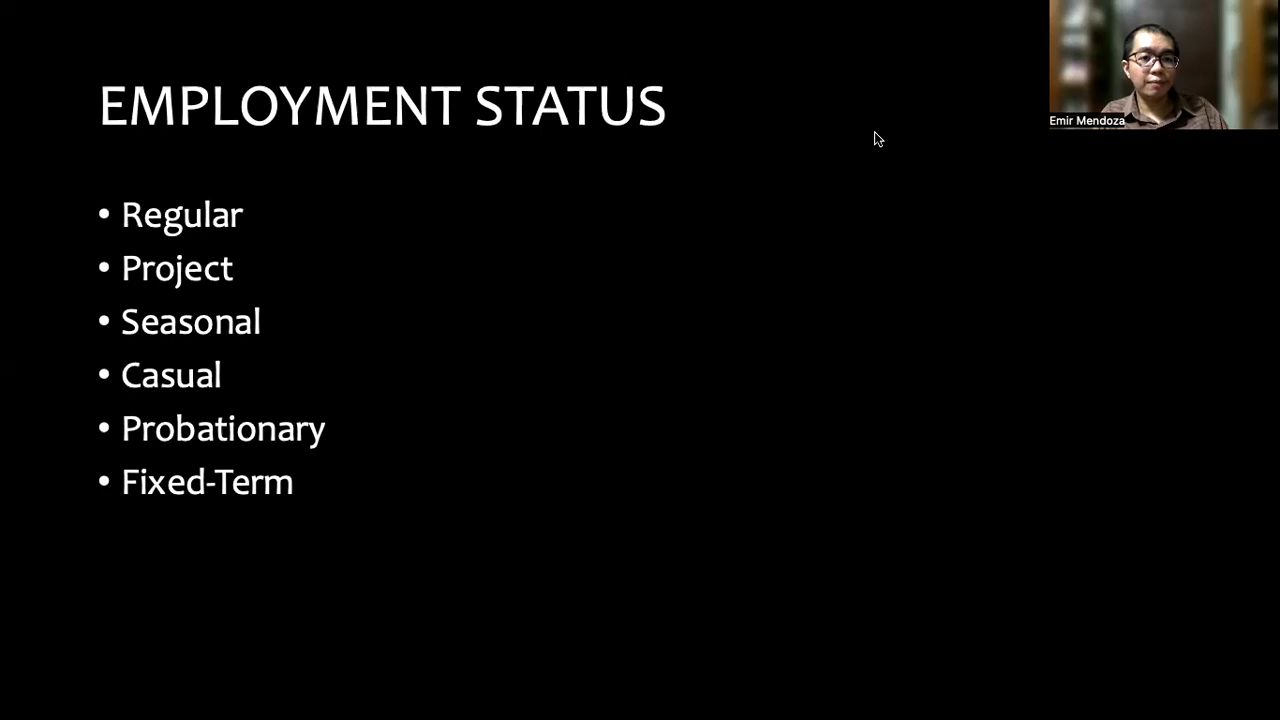 EMPLOYMENT STATUS
Emir Mendoza
• Regular
• Project
• Seasonal
• Casual
• Probationary
• Fixed-Term